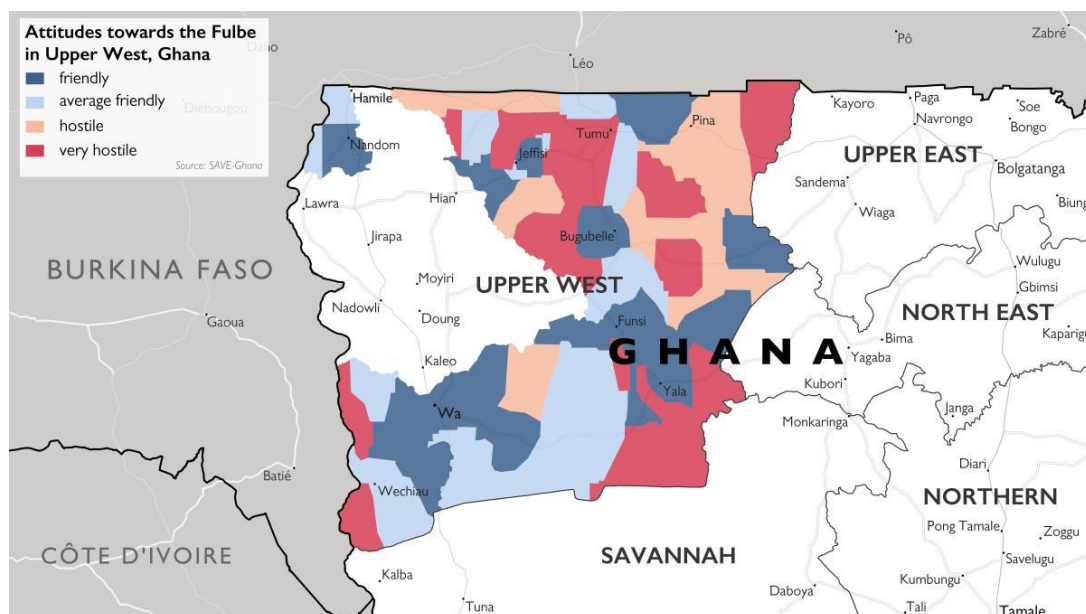 Attitudes towards the Fulbe
in Upper West, Ghana
friendly
average friendly
hostile
very hostile
Source: SAVE-Ghana
Dano
Diébougou
Léo
Pô
Zabré
Hamile
Nandom
Lawra
Hian
Jirapa
Jeffisi
Tumu
Pina
Kayoro
Paga
Navrongo
Soe
Bongo
UPPER EAST
Bolgatanga
Sandema
Wiaga
Biung
BURKINA FASO
Moyiri
UPPER WEST
Bugubelle
Nadowli
Doung
Gaoua
Kaleo
Funsi
GHANA
Wulugu
Gbimsi
NORTH EAST
Kaparigu
Bima
Yagaba
Kubori
Yala
Wa
Monkaringa
Janga
Batié
Wechiau
Diari
NORTHERN
Pong Tamale
Zoggu
Savelugu
CÔTE D'IVOIRE
SAVANNAH
Kalba
Tuna
Daboya
Kumbungu
Tali
Tamale